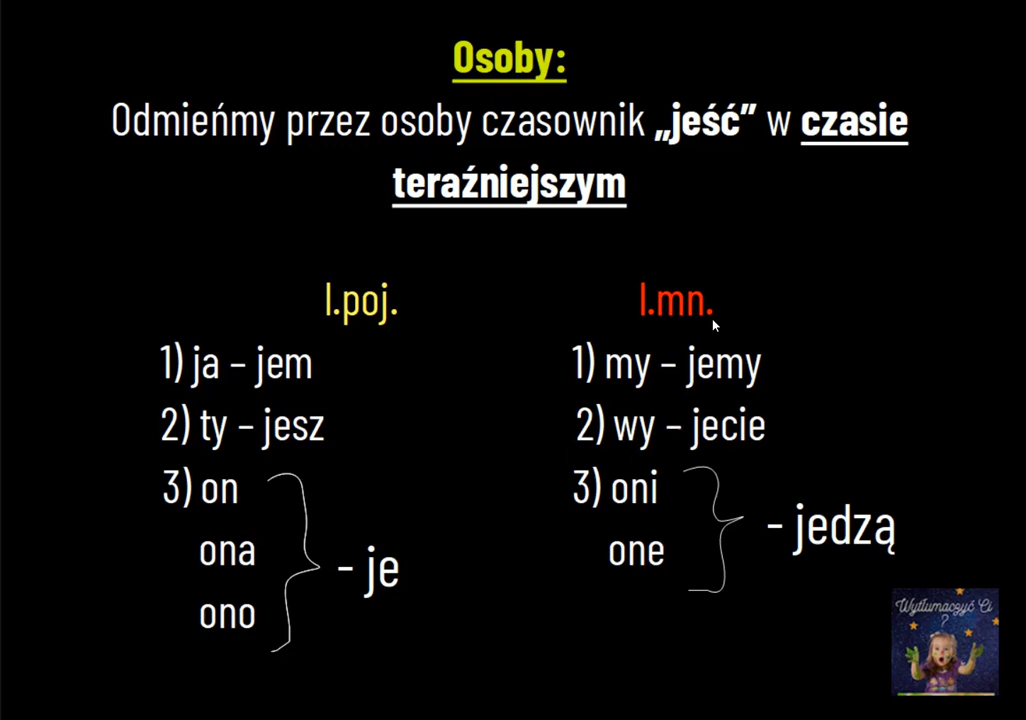 Osoby:
Odmieńmy przez osoby czasownik „jeść” w czasie
teraźniejszym
l.poj.
1) ja – jem
2) ty – jesz
3) on
ona
ono
- je
l.mn.
1) my – jemy
2) wy – jecie
3) oni
one
- jedzą
Wytłumaczyć Ci
?